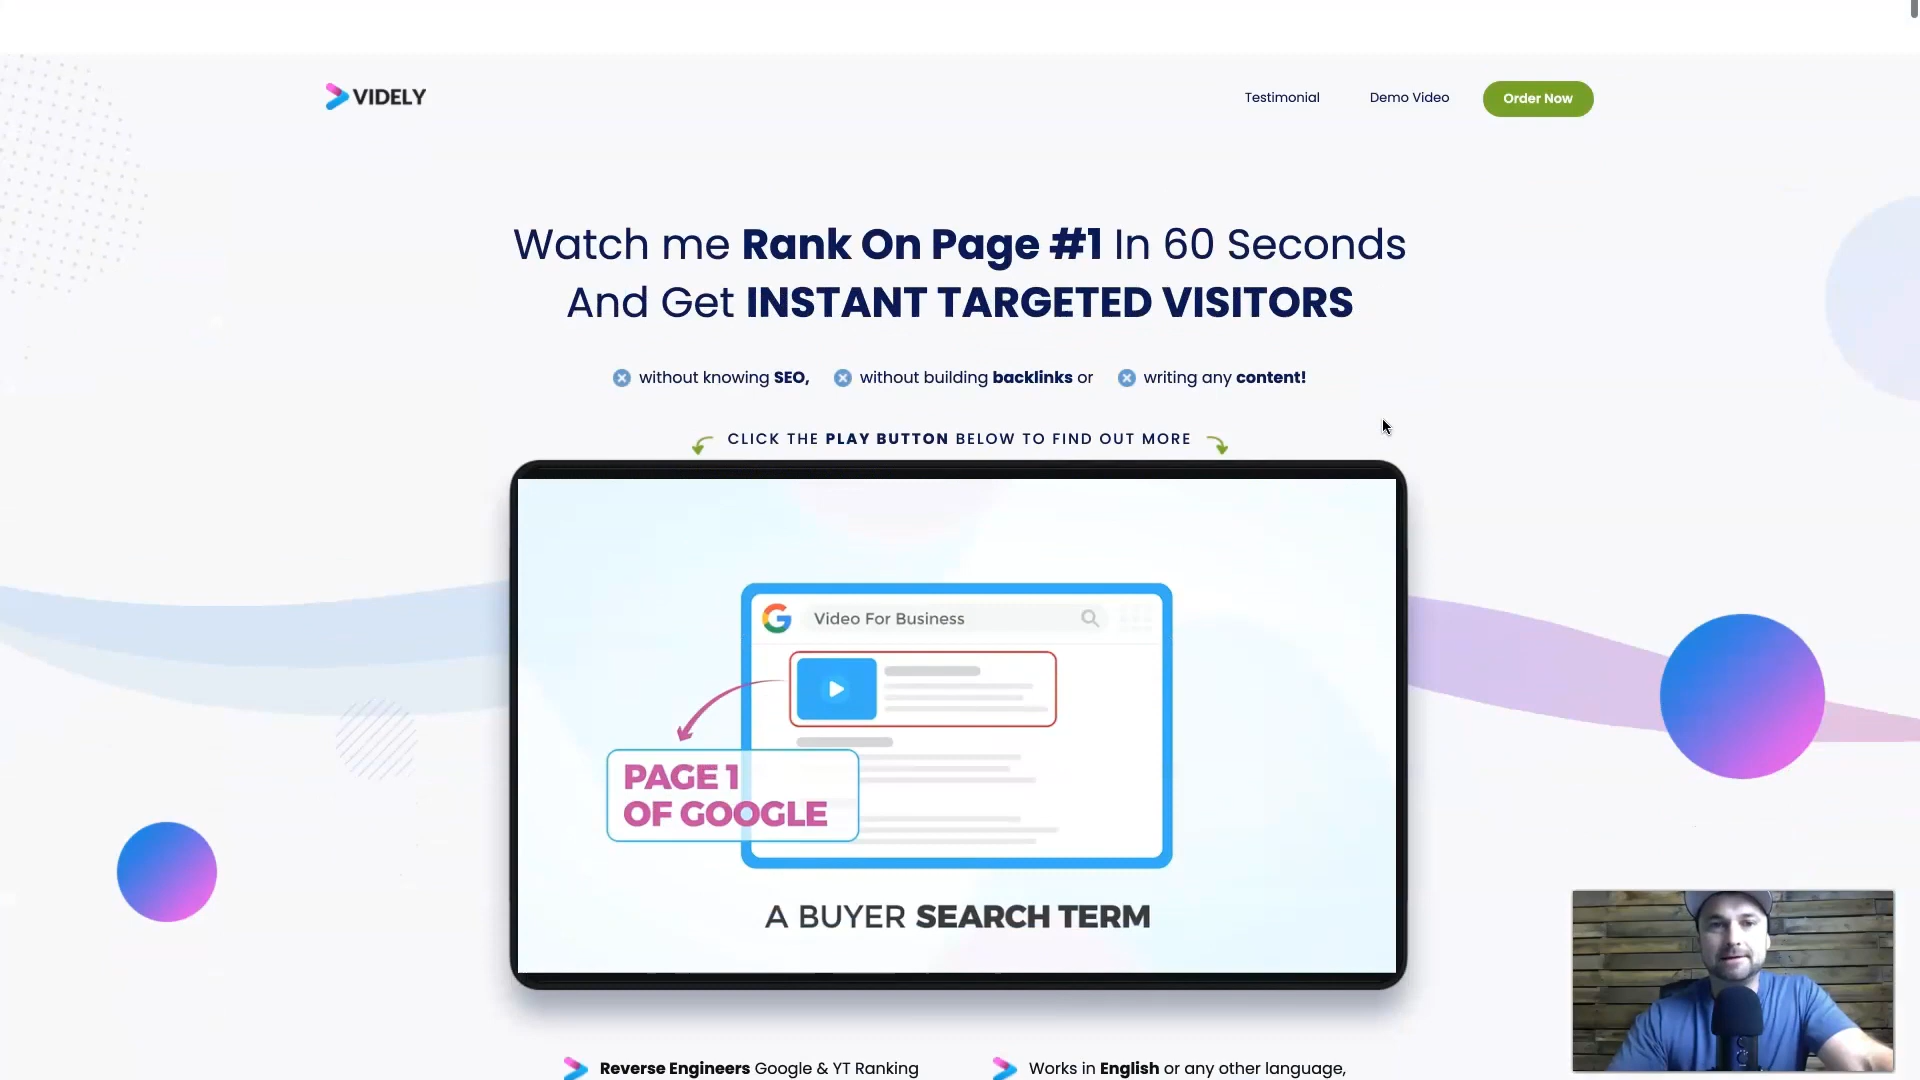 VIDELY
Testimonial
Demo Video
Order Now
Watch me Rank On Page #1 In 60 Seconds
And Get INSTANT TARGETED VISITORS
without knowing SEO,
without building backlinks or
writing any content!
CLICK THE PLAY BUTTON BELOW TO FIND OUT MORE
Video For Business
PAGE 1
OF GOOGLE
A BUYER SEARCH TERM
Reverse Engineers Google & YT Ranking
Works in English or any other language,